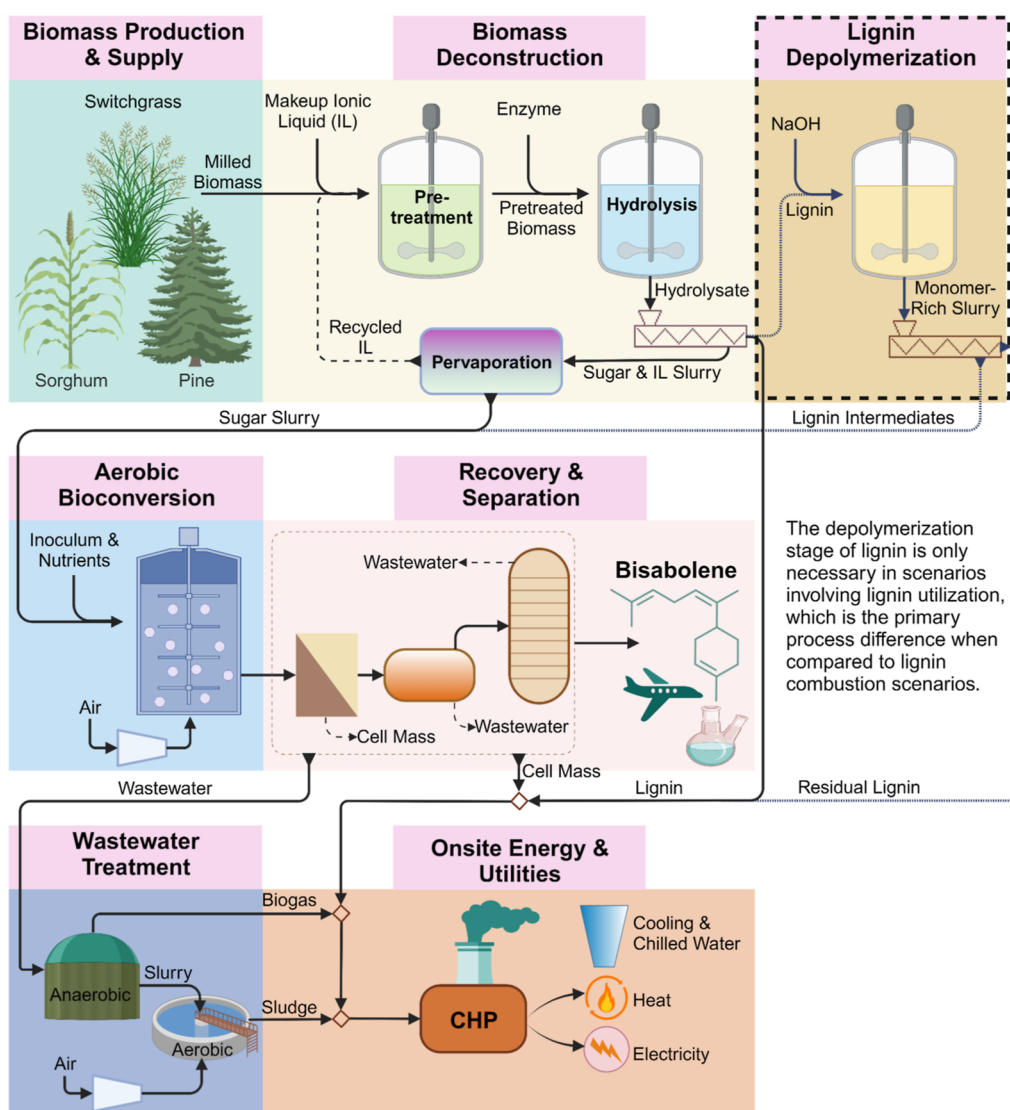 Biomass Production
& Supply
Biomass
Deconstruction
Lignin
Depolymerization
Switchgrass
Milled
Biomass
Sorghum
Pine
Makeup Ionic
Liquid (IL)
Pre-
treatment
Enzyme
Pretreated
Biomass
Hydrolysis
Hydrolysate
Recycled
IL
Pervaporation
Sugar & IL Slurry
NaOH
Lignin
Monomer-
Rich Slurry
Sugar Slurry
Lignin Intermediates
Aerobic
Bioconversion
Recovery &
Separation
Inoculum &
Nutrients
Air
Wastewater
Cell Mass
Wastewater
Bisabolene
The depolymerization
stage of lignin is only
necessary in scenarios
involving lignin utilization,
which is the primary
process difference when
compared to lignin
combustion scenarios.
Wastewater
Cell Mass
Lignin
Residual Lignin
Wastewater
Treatment
Onsite Energy &
Utilities
Biogas
Anaerobic
Slurry
Aerobic
Sludge
Air
CHP
Cooling &
Chilled Water
Heat
Electricity